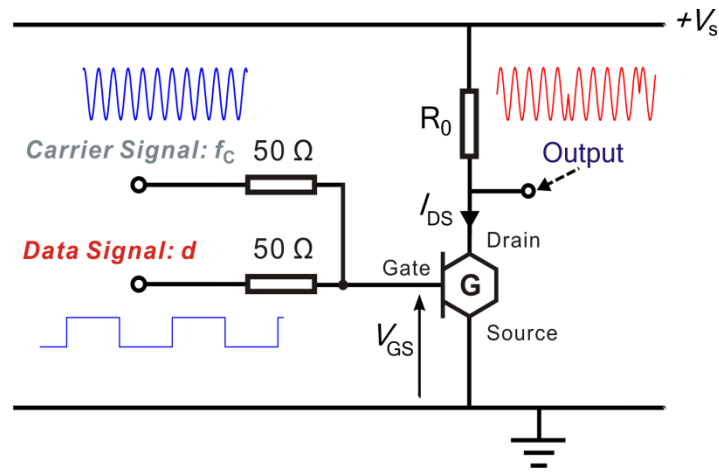 +Vs
Carrier Signal: fC
50 Ω
R0
Output
IDS
Data Signal: d
50 Ω
Gate
Drain
G
VGS
Source